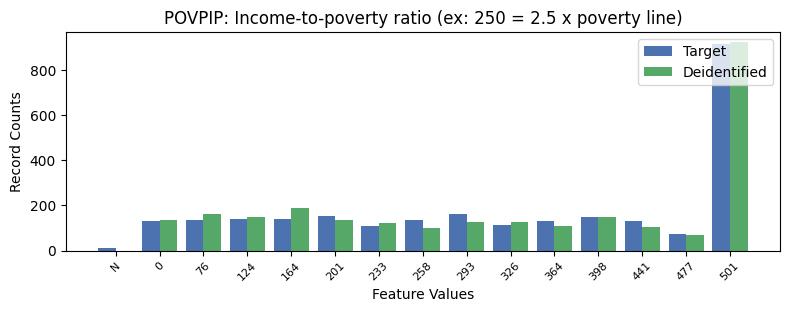 POVPIP: Income-to-poverty ratio (ex: 250 = 2.5 x poverty line)
Target
Deidentified
Record Counts
800
600
400
200
0
N 0 76 124 164 201 233 258 293 326 364 398 441 477 501
Feature Values